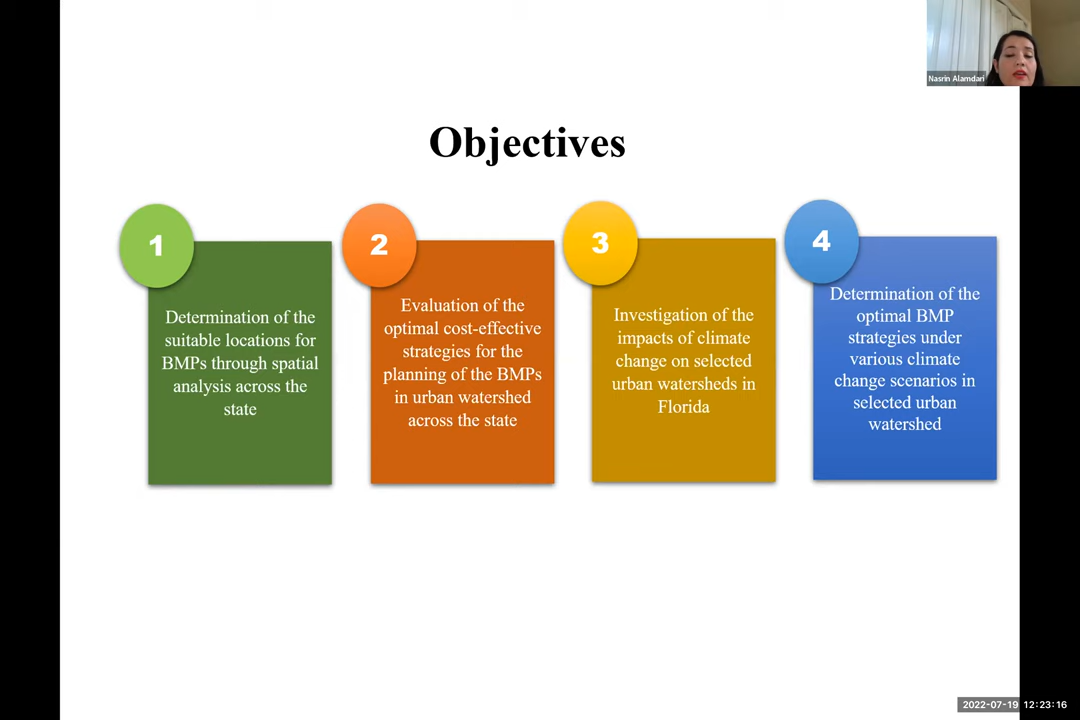 Nasrin Alamdari
Objectives
1
Determination of the
suitable locations for
BMPs through spatial
analysis across the
state
2
Evaluation of the
optimal cost-effective
strategies for the
planning of the BMPs
in urban watershed
across the state
3
Investigation of the
impacts of climate
change on selected
urban watersheds in
Florida
4
Determination of the
optimal BMP
strategies under
various climate
change scenarios in
selected urban
watershed
2022-07-19 12:23:16